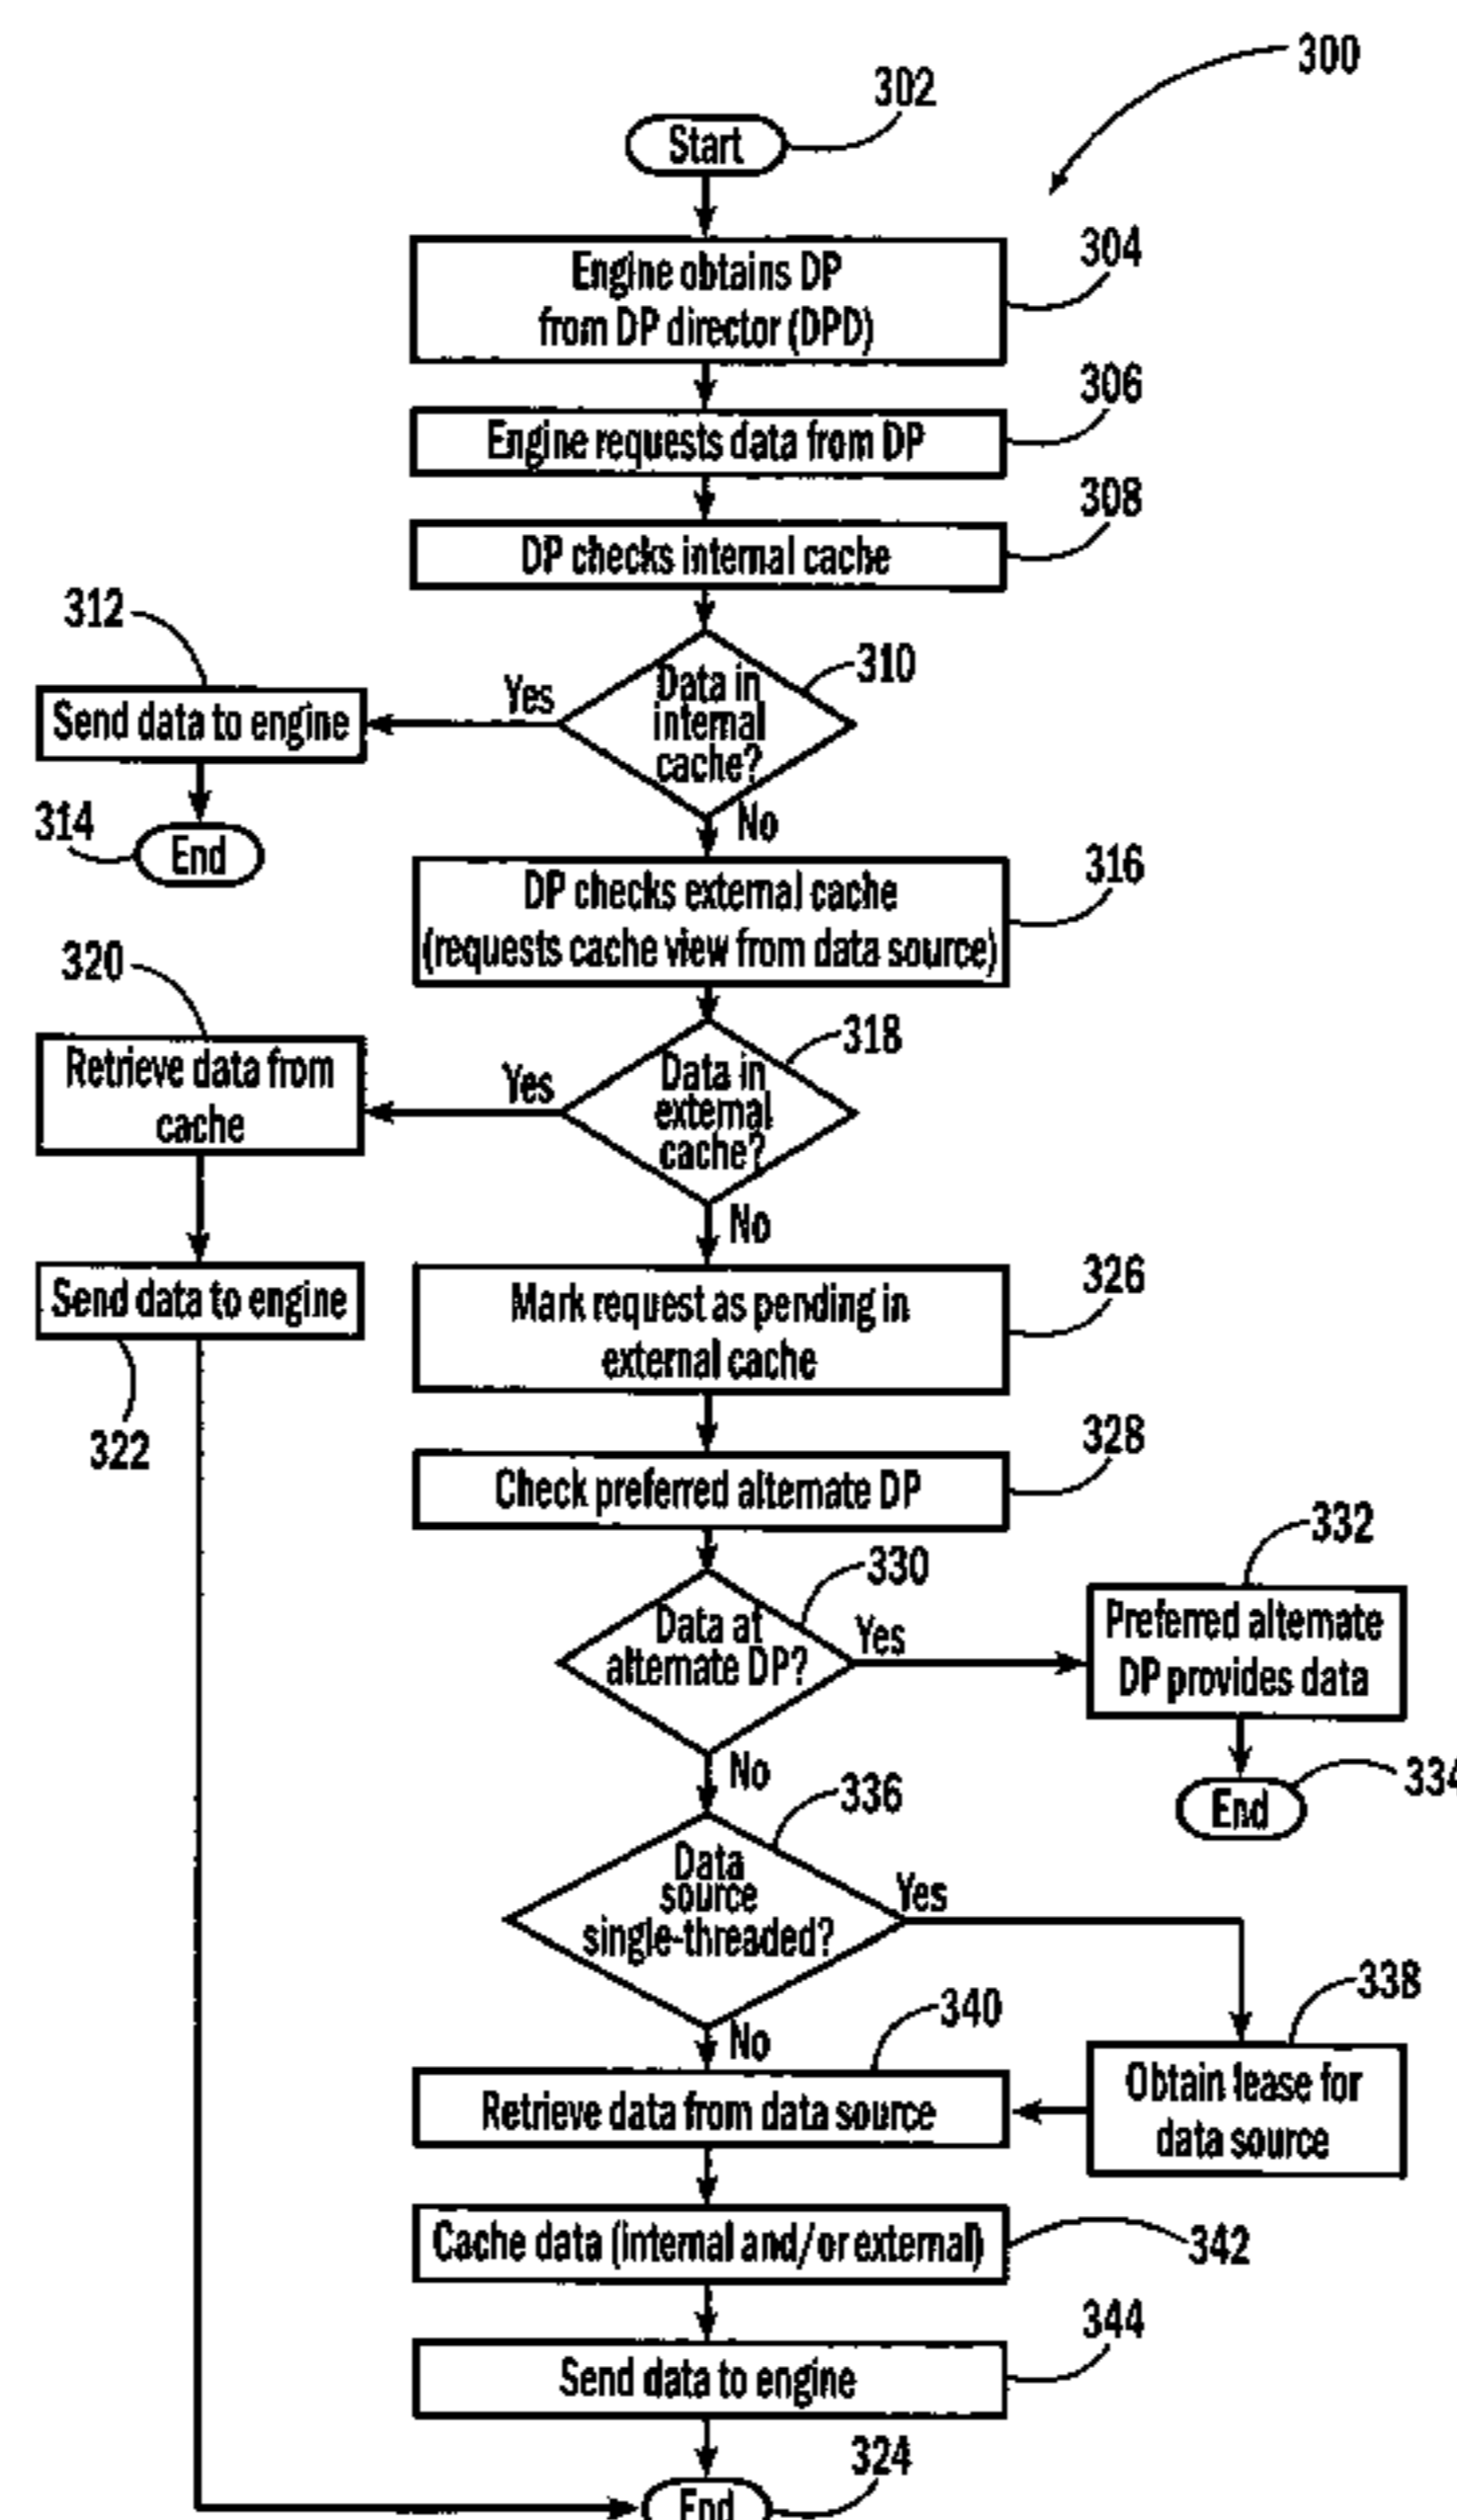 300
302
Start
304
Engine obtains DP
from DP director (DPD)
306
Engine requests data from DP
308
DP checks internal cache
310
Data in
internal
cache?
Yes
312
Send data to engine
314
End
No
316
DP checks external cache
(requests cache view from data source)
318
Data in
external
cache?
Yes
320
Retrieve data from
cache
Send data to engine
322
No
326
Mark request as pending in
external cache
328
Check preferred alternate DP
330
Data at
alternate DP?
Yes
332
Preferred alternate
DP provides data
334
End
No
336
Data
source
single-threaded?
Yes
338
Obtain lease for
data source
No
340
Retrieve data from data source
Cache data (internal and/or external)
342
344
Send data to engine
324
End